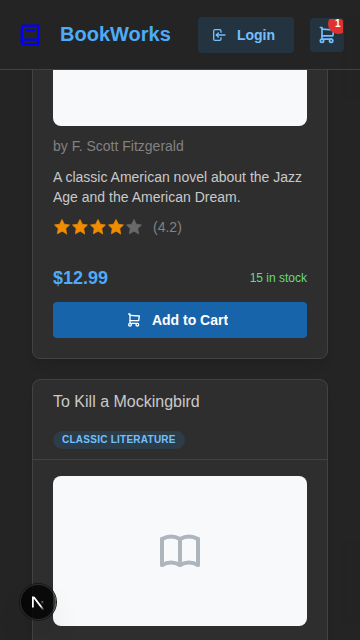 BookWorks
Login
1
by F. Scott Fitzgerald
A classic American novel about the Jazz
Age and the American Dream.
(4.2)
$12.99
15 in stock
Add to Cart
To Kill a Mockingbird
CLASSIC LITERATURE
N